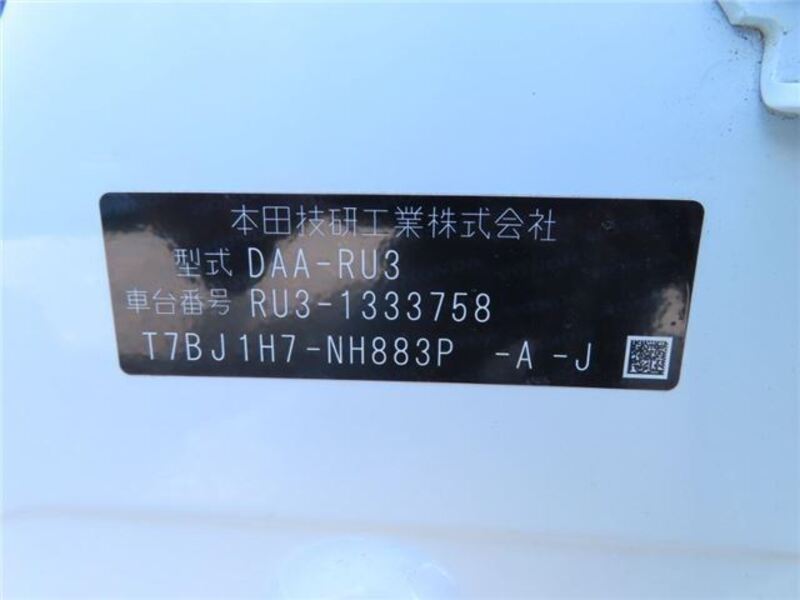 本田技研工業株式会社
型式 DAA-RU3
車台番号 RU3-1333758
T7BJ1H7-NH883P -A -J